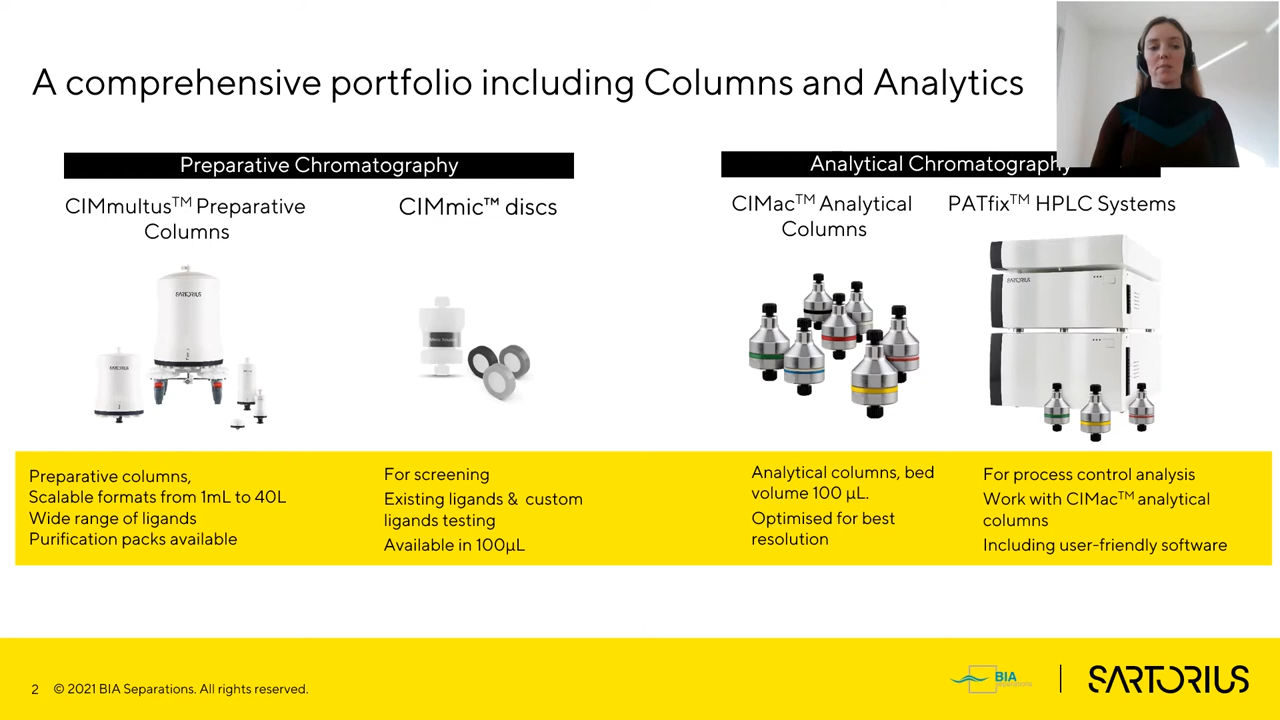 A comprehensive portfolio including Columns and Analytics
Preparative Chromatography
CIMmultus™ Preparative
Columns
CIMmic™ discs
SARTORIUS
SARTORIUS
Preparative columns,
Scalable formats from 1mL to 40L
Wide range of ligands
Purification packs available
For screening
Existing ligands & custom
ligands testing
Available in 100µL
Analytical Chromatography
CIMac™ Analytical
Columns
PATfix™ HPLC Systems
SARTORIUS
Analytical columns, bed
volume 100 µL.
Optimised for best
resolution
For process control analysis
Work with CIMac™ analytical
columns
Including user-friendly software
2 © 2021 BIA Separations. All rights reserved.
BIA
separations
SARTORIUS